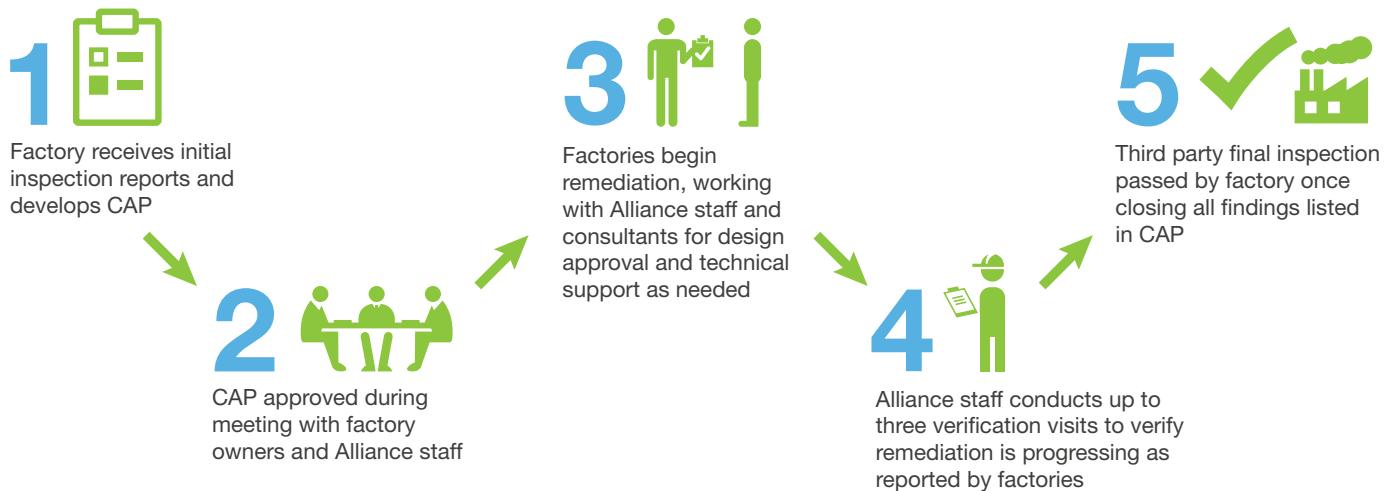 1
Factory receives initial
inspection reports and
develops CAP
2
CAP approved during
meeting with factory
owners and Alliance staff
3
Factories begin
remediation, working
with Alliance staff and
consultants for design
approval and technical
support as needed
4
Alliance staff conducts up to
three verification visits to verify
remediation is progressing as
reported by factories
5
Third party final inspection
passed by factory once
closing all findings listed
in CAP